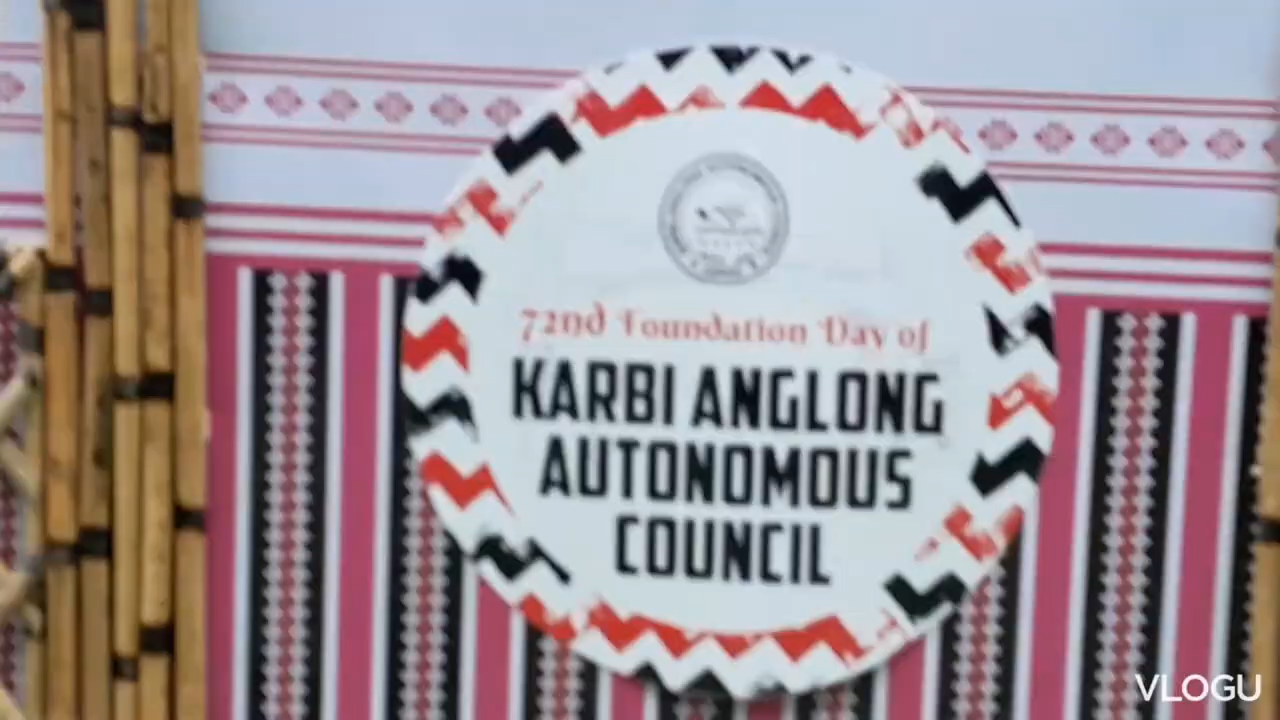 72nd Foundation Day of
KARBI ANGLONG
AUTONOMOUS
COUNCIL
VLOGU